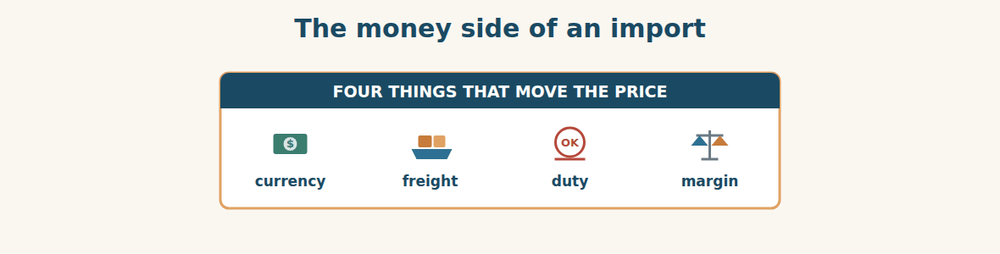 The money side of an import
FOUR THINGS THAT MOVE THE PRICE
$
OK
currency
freight
duty
margin